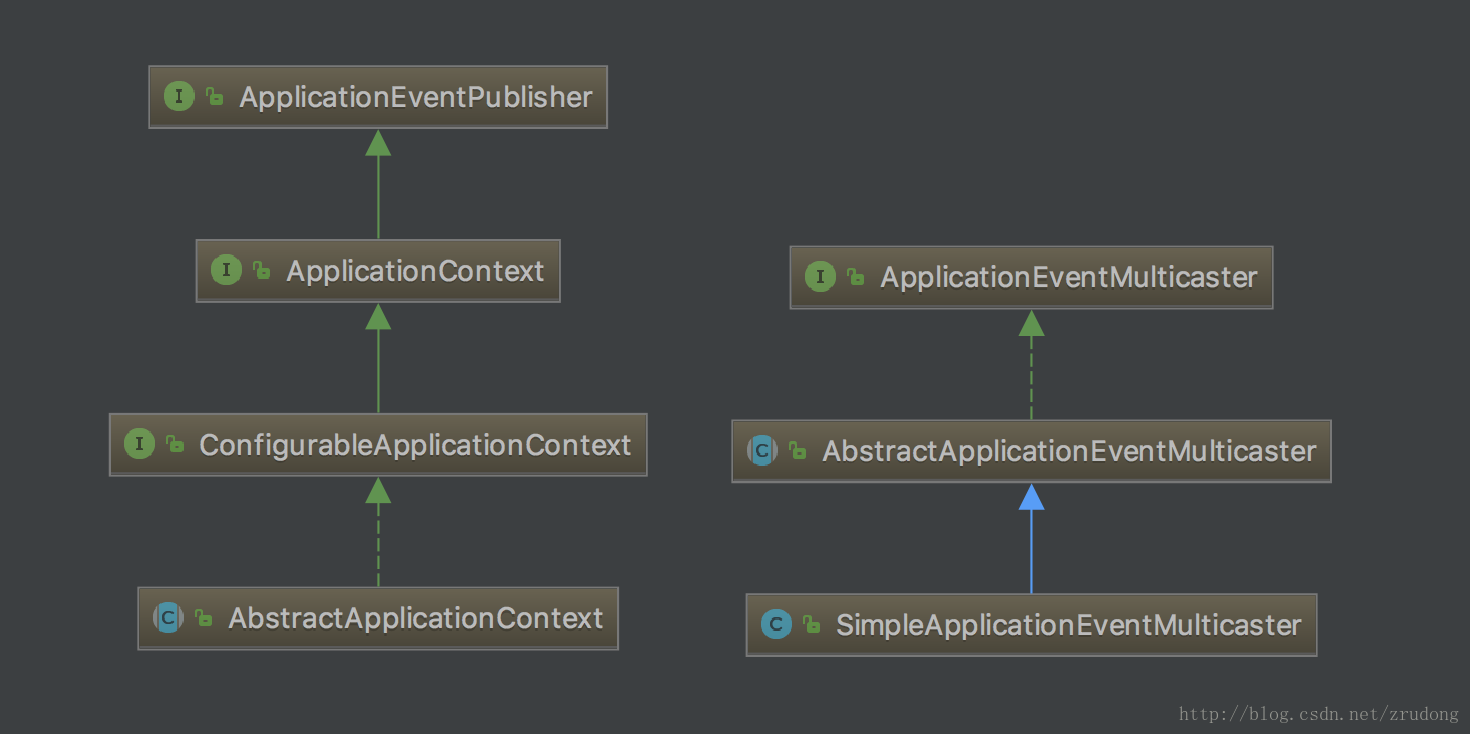 I ApplicationEventPublisher
I ApplicationContext
I ConfigurableApplicationContext
C AbstractApplicationContext
I ApplicationEventMulticaster
C AbstractApplicationEventMulticaster
C SimpleApplicationEventMulticaster
http://blog.csdn.net/zrudong